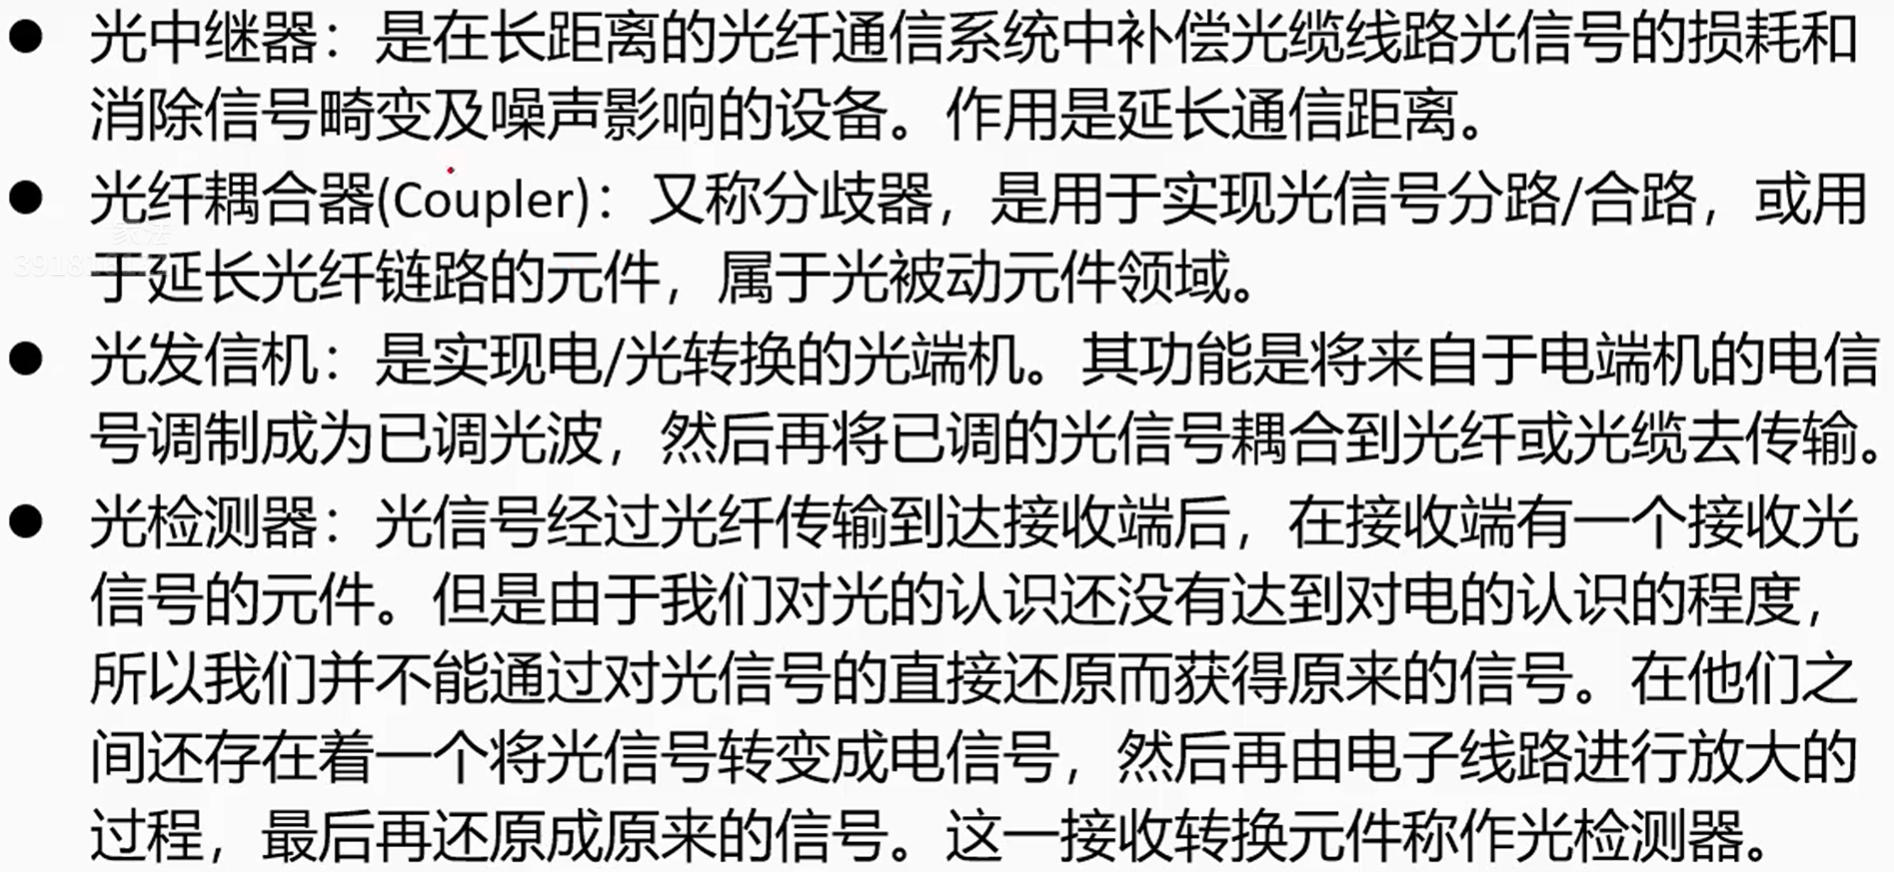 ● 光中继器：是在长距离的光纤通信系统中补偿光缆线路光信号的损耗和
消除信号畸变及噪声影响的设备。作用是延长通信距离。
● 光纤耦合器(Coupler)：又称分歧器，是用于实现光信号分路/合路，或用
于延长光纤链路的元件，属于光被动元件领域。
● 光发信机：是实现电/光转换的光端机。其功能是将来自于电端机的电信
号调制成为已调光波，然后再将已调的光信号耦合到光纤或光缆去传输。
● 光检测器：光信号经过光纤传输到达接收端后，在接收端有一个接收光
信号的元件。但是由于我们对光的认识还没有达到对电的认识的程度，
所以我们并不能通过对光信号的直接还原而获得原来的信号。在他们之
间还存在着一个将光信号转变成电信号，然后再由电子线路进行放大的
过程，最后再还原成原来的信号。这一接收转换元件称作光检测器。